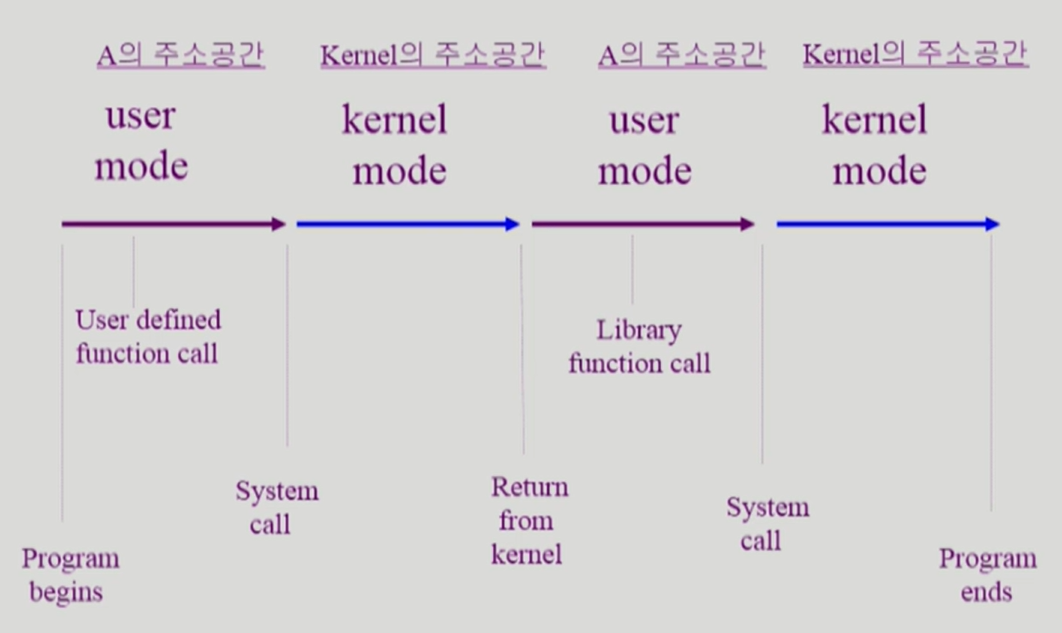 A의 주소공간
Kernel의 주소공간
A의 주소공간
Kernel의 주소공간
user
mode
kernel
mode
user
mode
kernel
mode
User defined
function call
Library
function call
System
call
Return
from
kernel
System
call
Program
begins
Program
ends